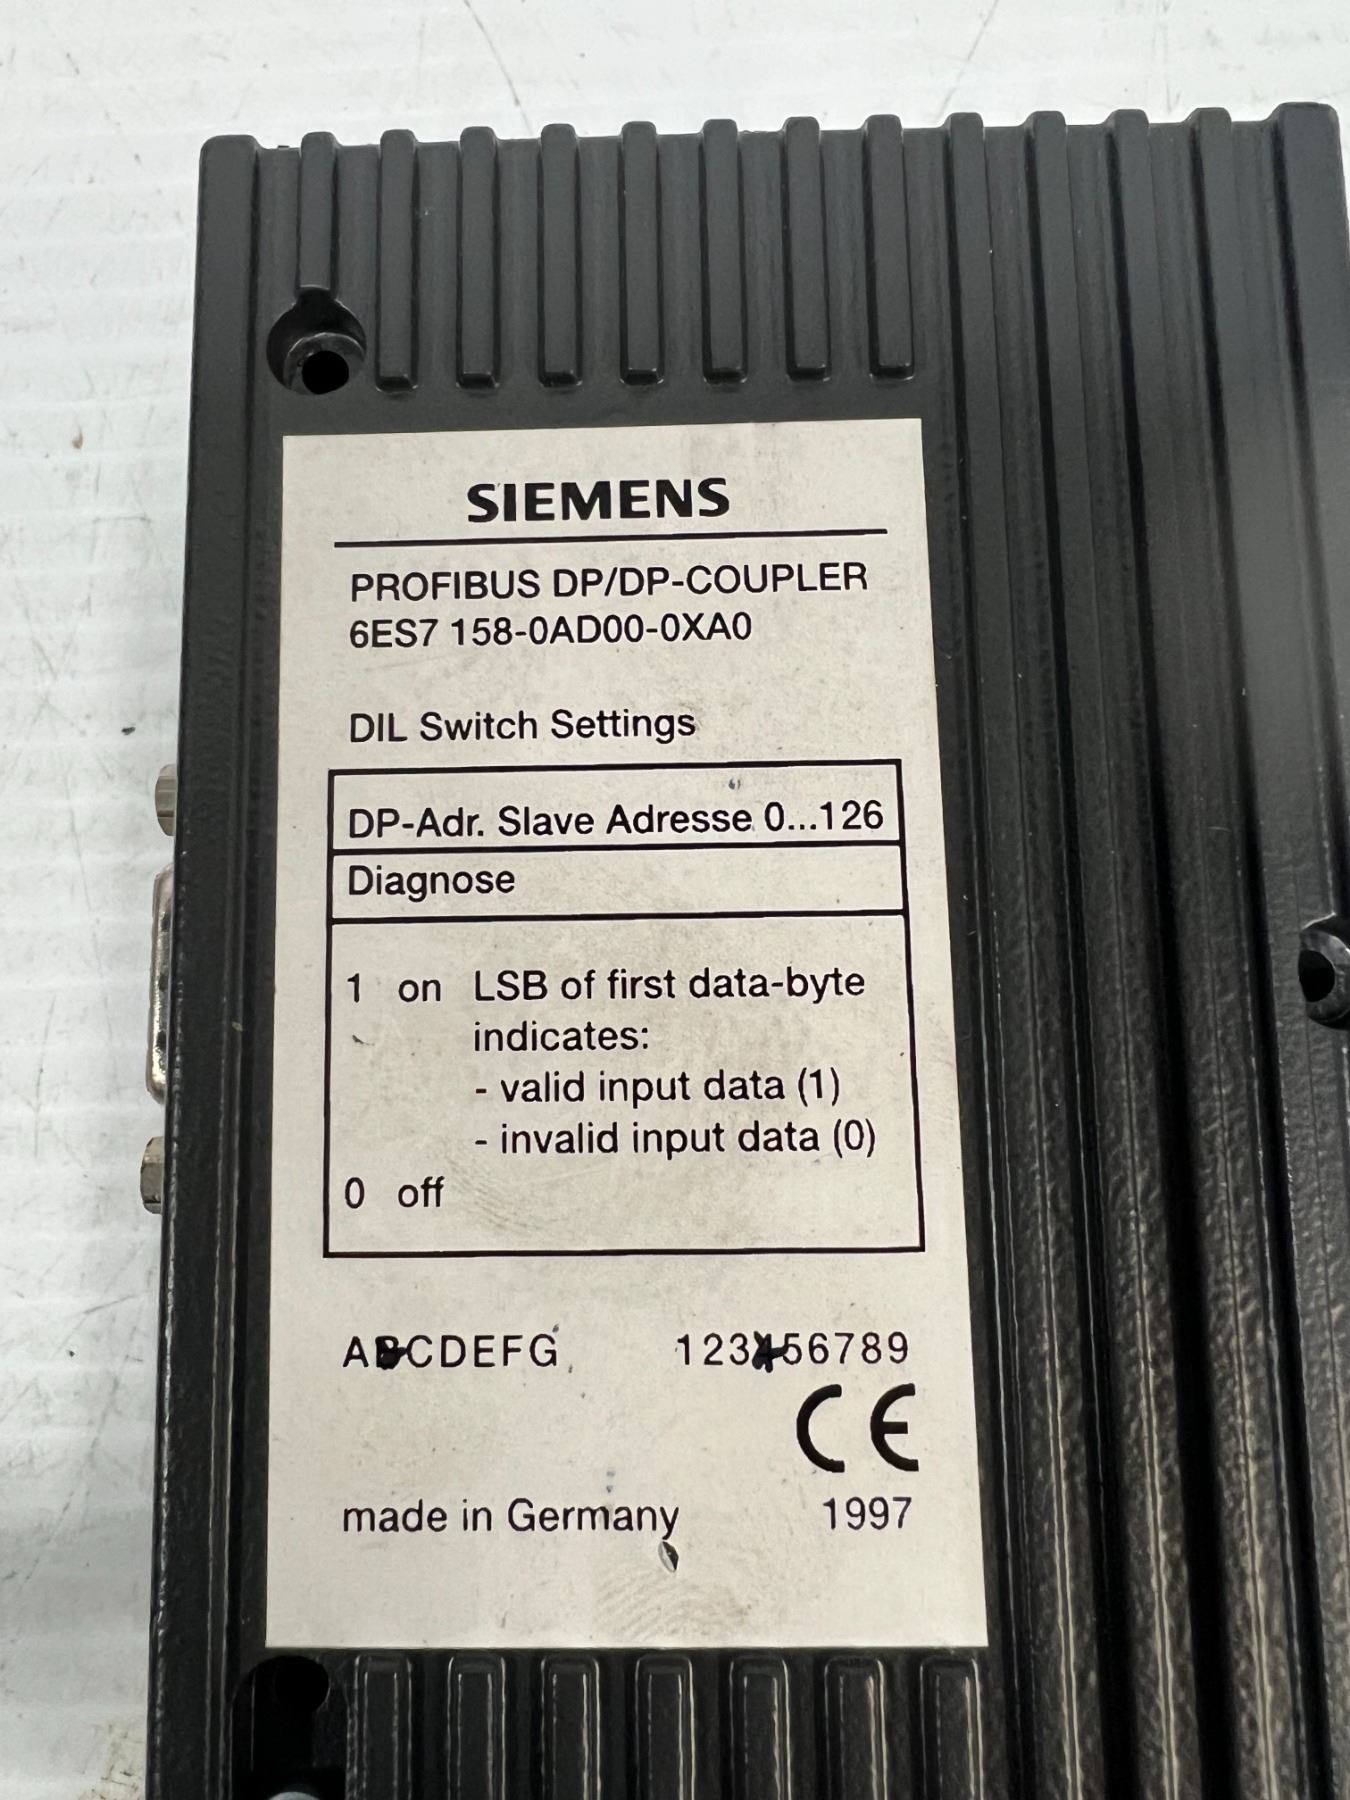 SIEMENS
PROFIBUS DP/DP-COUPLER
6ES7 158-0AD00-0XA0
DIL Switch Settings
DP-Adr. Slave Adresse 0...126
Diagnose
1 on LSB of first data-byte
indicates:
- valid input data (1)
- invalid input data (0)
0 off
ABCDEFG 123456789
CE
made in Germany 1997